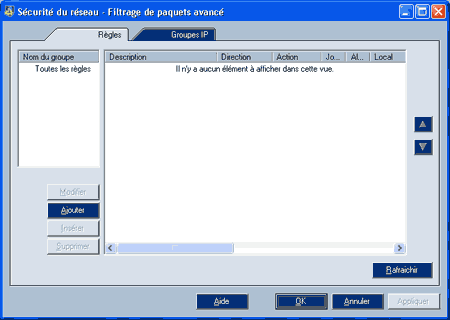 Sécurité du réseau - Filtrage de paquets avancé
Règles
Groupes IP
Nom du groupe
Toutes les règles
Description Direction Action Jo... Al... Local
Il n'y a aucun élément à afficher dans cette vue.
Modifier
Ajouter
Insérer
Supprimer
Rafraichir
Aide
OK
Annuler
Appliquer